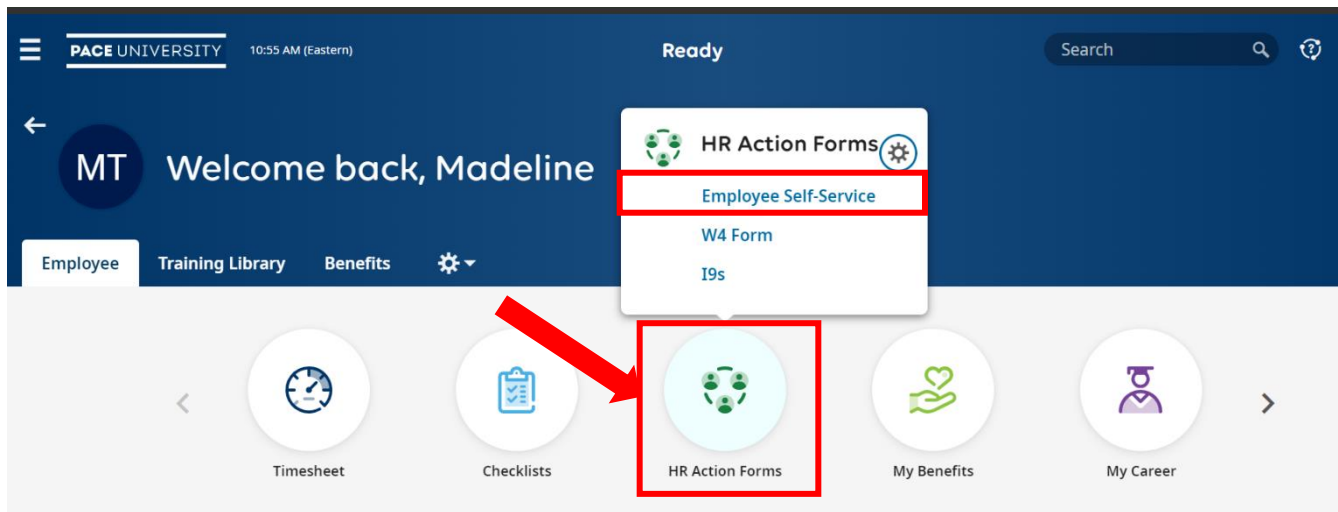 PACE UNIVERSITY 10:55 AM (Eastern) Ready Search
HR Action Forms
MT Welcome back, Madeline
Employee Self-Service
W4 Form
Employee Training Library Benefits
I9s
Timesheet Checklists HR Action Forms My Benefits My Career